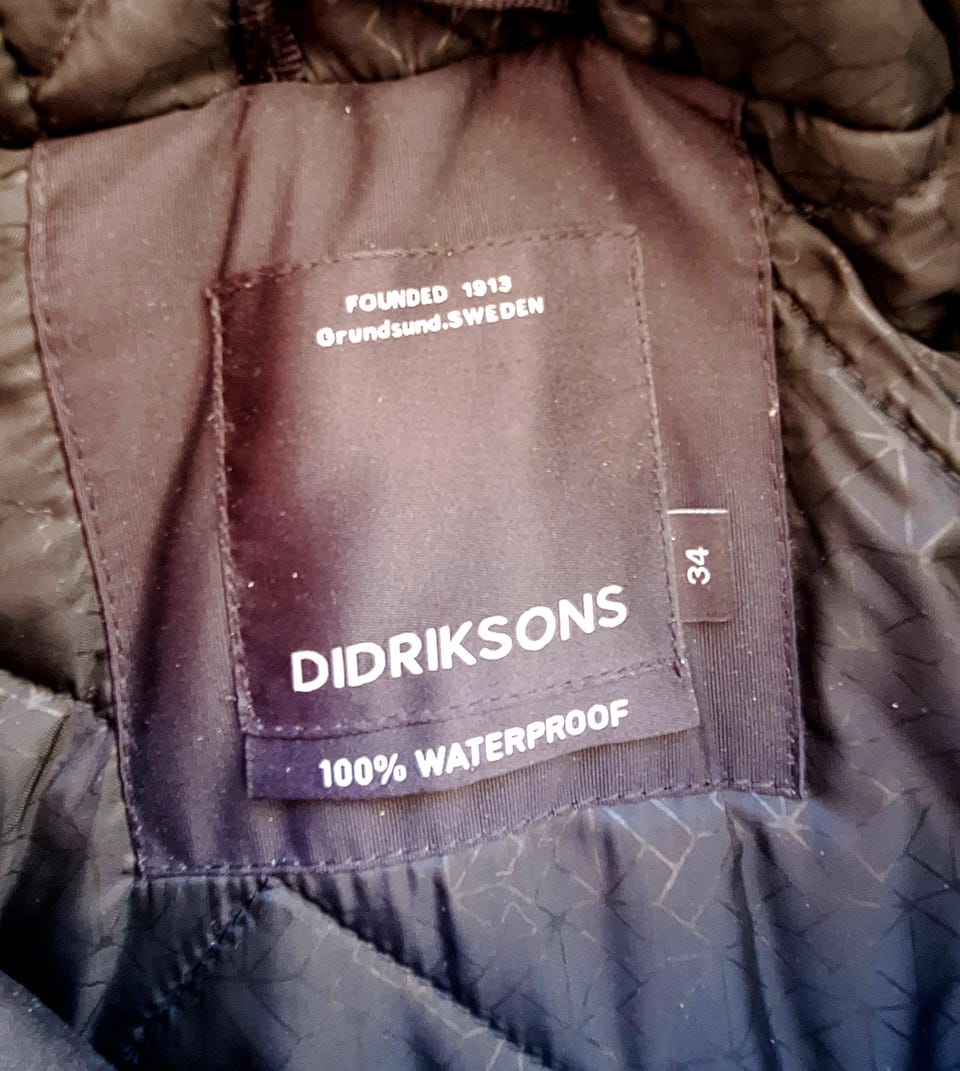 FOUNDED 1913
Grundsund.SWEDEN
34
DIDRIKSONS
100% WATERPROOF